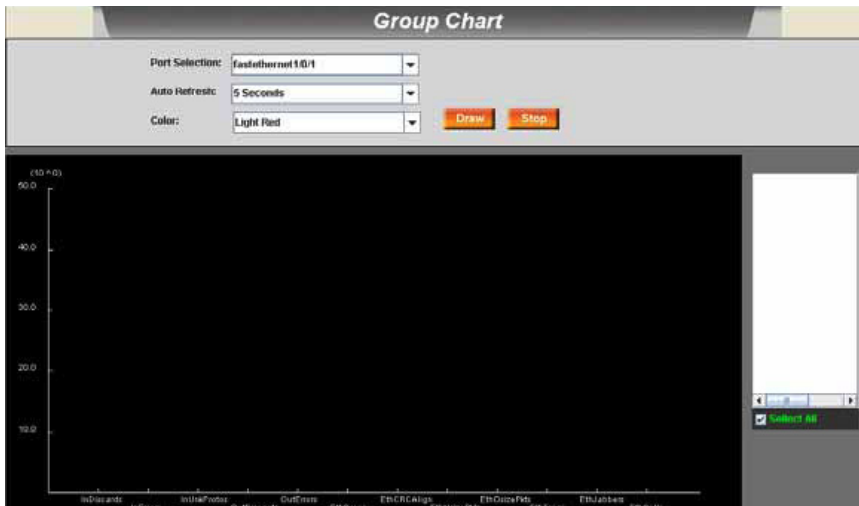 Group Chart
Port Selection: fastethernet1/0/1
Auto Refresh: 5 Seconds
Color: Light Red Draw Stop
(10 ^ 0)
50.0
40.0
30.0
20.0
10.0
Select All
InDiscards InUnkProtos OutErrors EthCRCAlign EthOsizePkts EthJabbers